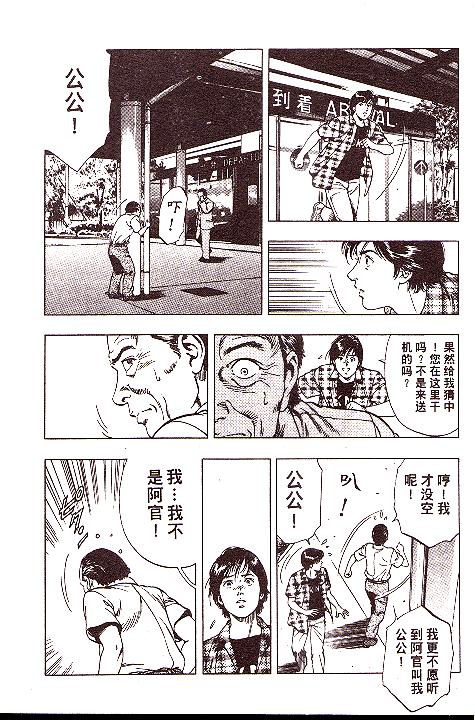 到着 ARRIVAL
公公！
吓！
果然给我猜中
！您在这里干
吗？不是来送
机的吗？
哼！我
才没空
呢！
叭！
公公！
我更不愿听
到阿官叫我
公公！
我…我不
是阿官！